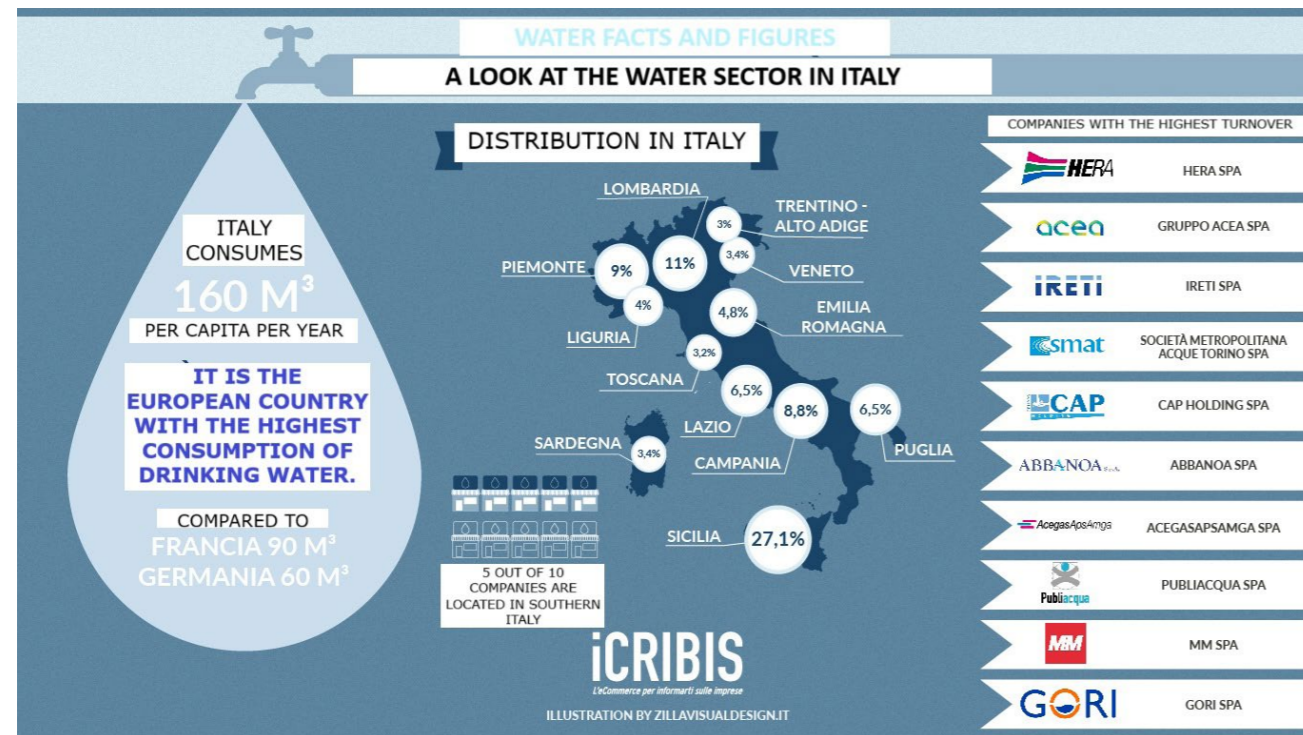 WATER FACTS AND FIGURES
A LOOK AT THE WATER SECTOR IN ITALY
ITALY
CONSUMES
160 M³
PER CAPITA PER YEAR
IT IS THE
EUROPEAN COUNTRY
WITH THE HIGHEST
CONSUMPTION OF
DRINKING WATER.
COMPARED TO
FRANCIA 90 M³
GERMANIA 60 M³
DISTRIBUTION IN ITALY
LOMBARDIA
11%
TRENTINO -
ALTO ADIGE
3%
PIEMONTE
9%
3,4%
VENETO
4%
LIGURIA
4,8%
EMILIA
ROMAGNA
3,2%
TOSCANA
6,5%
LAZIO
8,8%
CAMPANIA
6,5%
PUGLIA
SARDEGNA
3,4%
SICILIA
27,1%
5 OUT OF 10
COMPANIES ARE
LOCATED IN SOUTHERN
ITALY
iCRIBIS
L'eCommerce per informarti sulle imprese
ILLUSTRATION BY ZILLAVISUALDESIGN.IT
COMPANIES WITH THE HIGHEST TURNOVER
HERA
HERA SPA
acea
GRUPPO ACEA SPA
iRETi
IRETI SPA
smat
SOCIETÀ METROPOLITANA
ACQUE TORINO SPA
CAP
CAP HOLDING SPA
ABBANOA
ABBANOA SPA
AcegasApsAmga
ACEGASAPSAMGA SPA
Publiacqua
PUBLIACQUA SPA
MM
MM SPA
GORI
GORI SPA